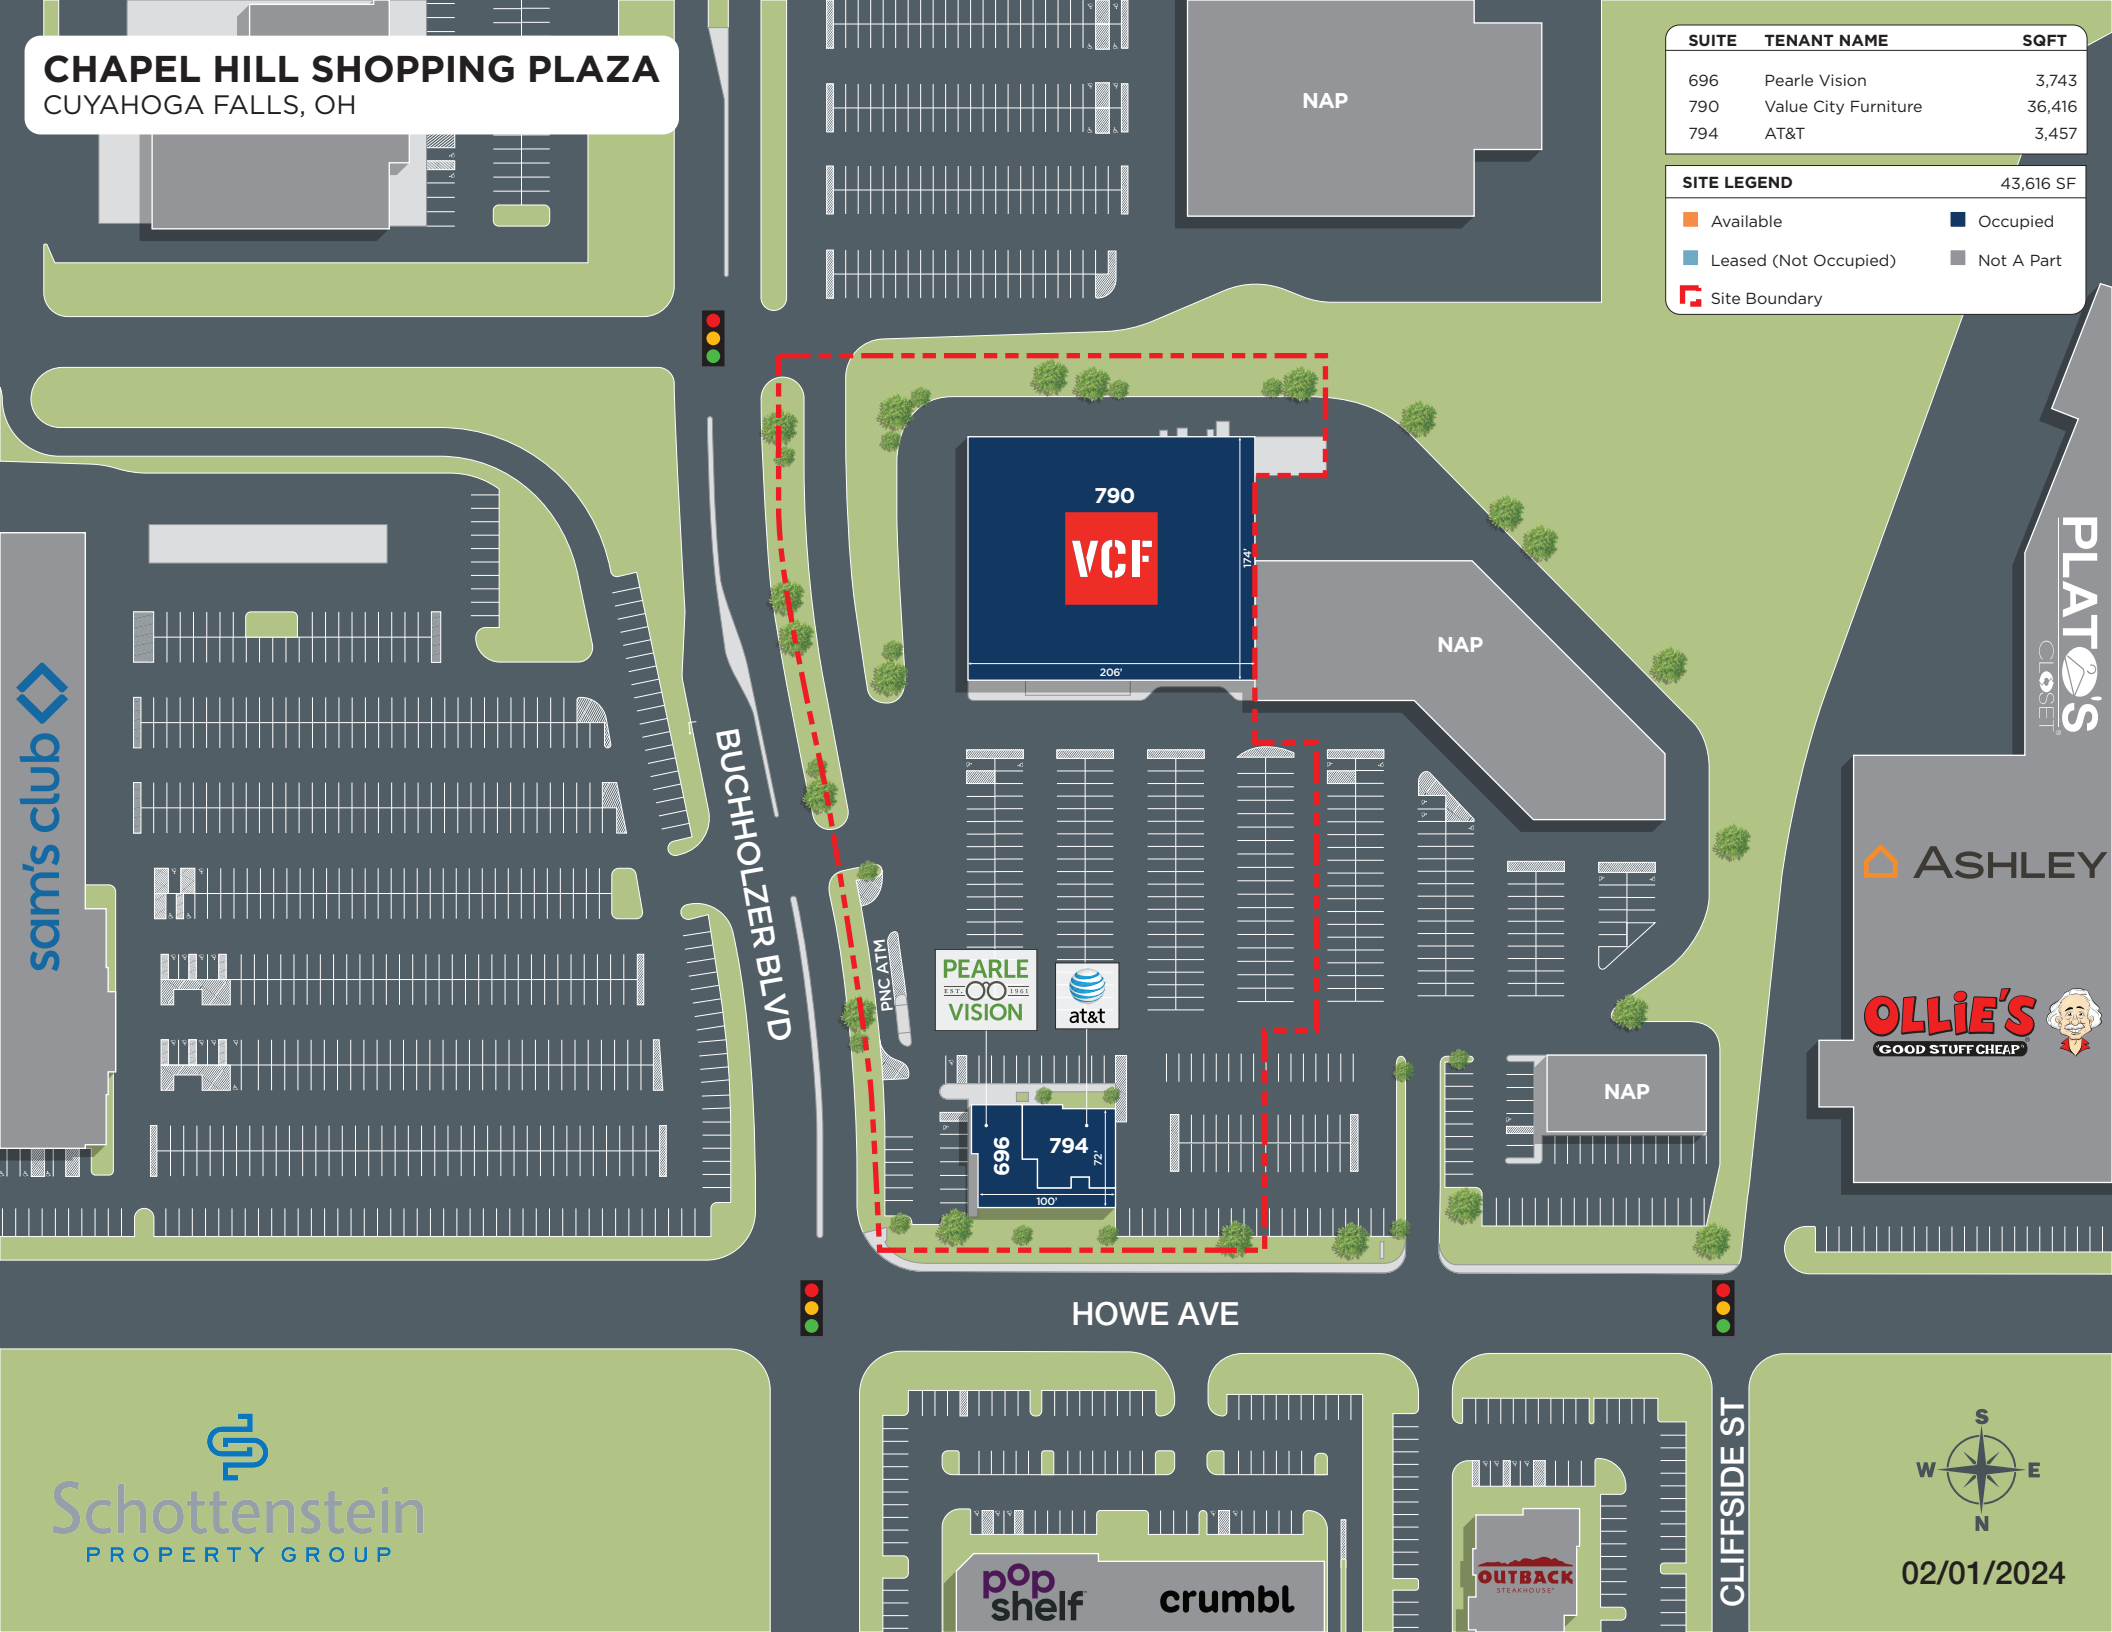 CHAPEL HILL SHOPPING PLAZA
CUYAHOGA FALLS, OH
NAP
SUITE TENANT NAME SQFT
696 Pearle Vision 3,743
790 Value City Furniture 36,416
794 AT&T 3,457
SITE LEGEND 43,616 SF
Available Occupied
Leased (Not Occupied) Not A Part
Site Boundary
790
VCF
174'
206'
NAP
PLATO'S
CLOSET
sam's club
BUCHHOLZER BLVD
PNC ATM
PEARLE
EST. 1961
VISION
at&t
ASHLEY
OLLiE'S
"GOOD STUFF CHEAP"
NAP
696
794
72'
100'
HOWE AVE
CLIFFSIDE ST
Schottenstein
PROPERTY GROUP
pop
shelf
crumbl
OUTBACK
STEAKHOUSE
S
W E
N
02/01/2024